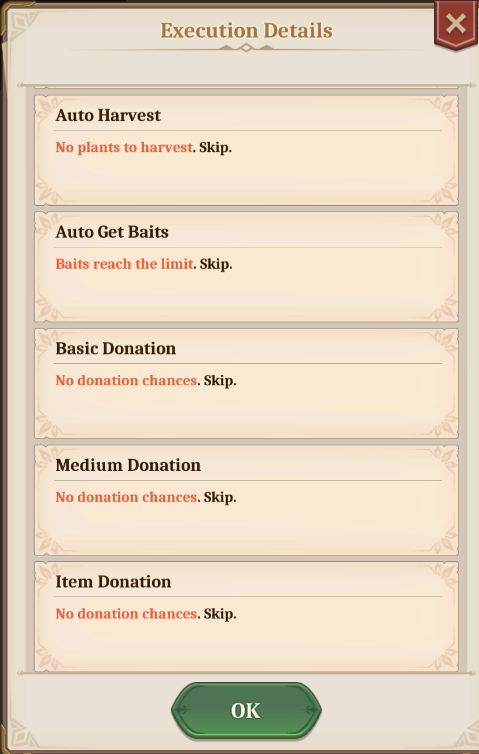 Execution Details
Auto Harvest
No plants to harvest. Skip.
Auto Get Baits
Baits reach the limit. Skip.
Basic Donation
No donation chances. Skip.
Medium Donation
No donation chances. Skip.
Item Donation
No donation chances. Skip.
OK